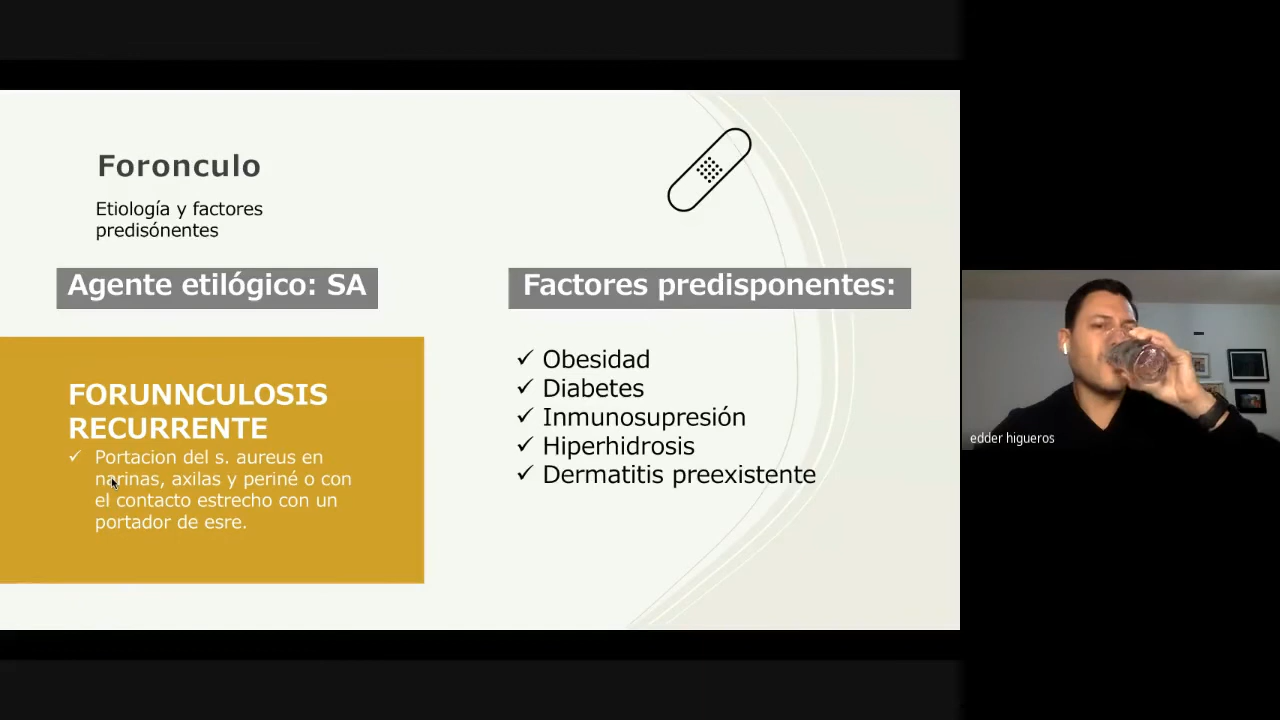 Foronculo
Etiología y factores
predisónentes
Agente etilógico: SA
Factores predisponentes:
FORUNNCULOSIS
RECURRENTE
Portacion del s. aureus en
narinas, axilas y periné o con
el contacto estrecho con un
portador de esre.
Obesidad
Diabetes
Inmunosupresión
Hiperhidrosis
Dermatitis preexistente
edder higueros